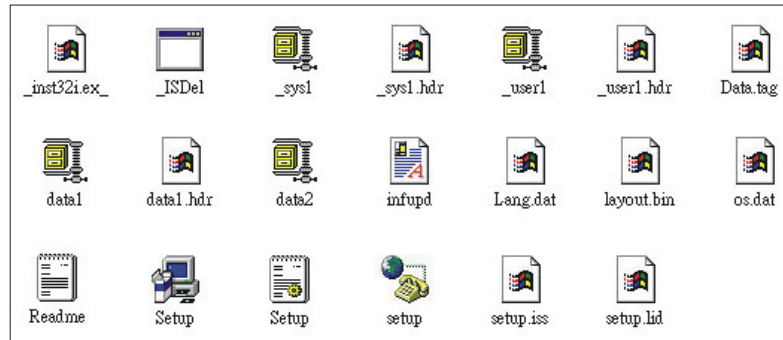 _inst32i.ex_ _ISDel _sys1 _sys1.hdr _user1 _user1.hdr Data.tag
data1 data1.hdr data2 infupd Lang.dat layout.bin os.dat
Readme Setup Setup setup setup.iss setup.lid